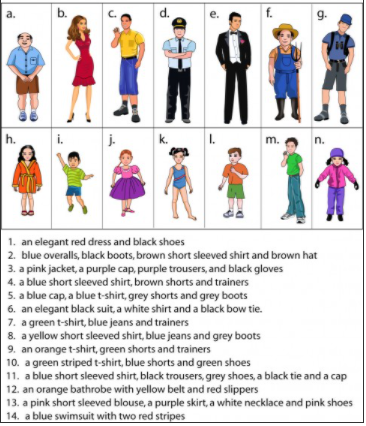 a. b. c. d. e. f. g.
h. i. j. k. l. m. n.
1. an elegant red dress and black shoes
2. blue overalls, black boots, brown short sleeved shirt and brown hat
3. a pink jacket, a purple cap, purple trousers, and black gloves
4. a blue short sleeved shirt, brown shorts and trainers
5. a blue cap, a blue t-shirt, grey shorts and grey boots
6. an elegant black suit, a white shirt and a black bow tie.
7. a green t-shirt, blue jeans and trainers
8. a yellow short sleeved shirt, blue jeans and grey boots
9. an orange t-shirt, green shorts and trainers
10. a green striped t-shirt, blue shorts and green shoes
11. a blue short sleeved shirt, black trousers, grey shoes, a black tie and a cap
12. an orange bathrobe with yellow belt and red slippers
13. a pink short sleeved blouse, a purple skirt, a white necklace and pink shoes
14. a blue swimsuit with two red stripes